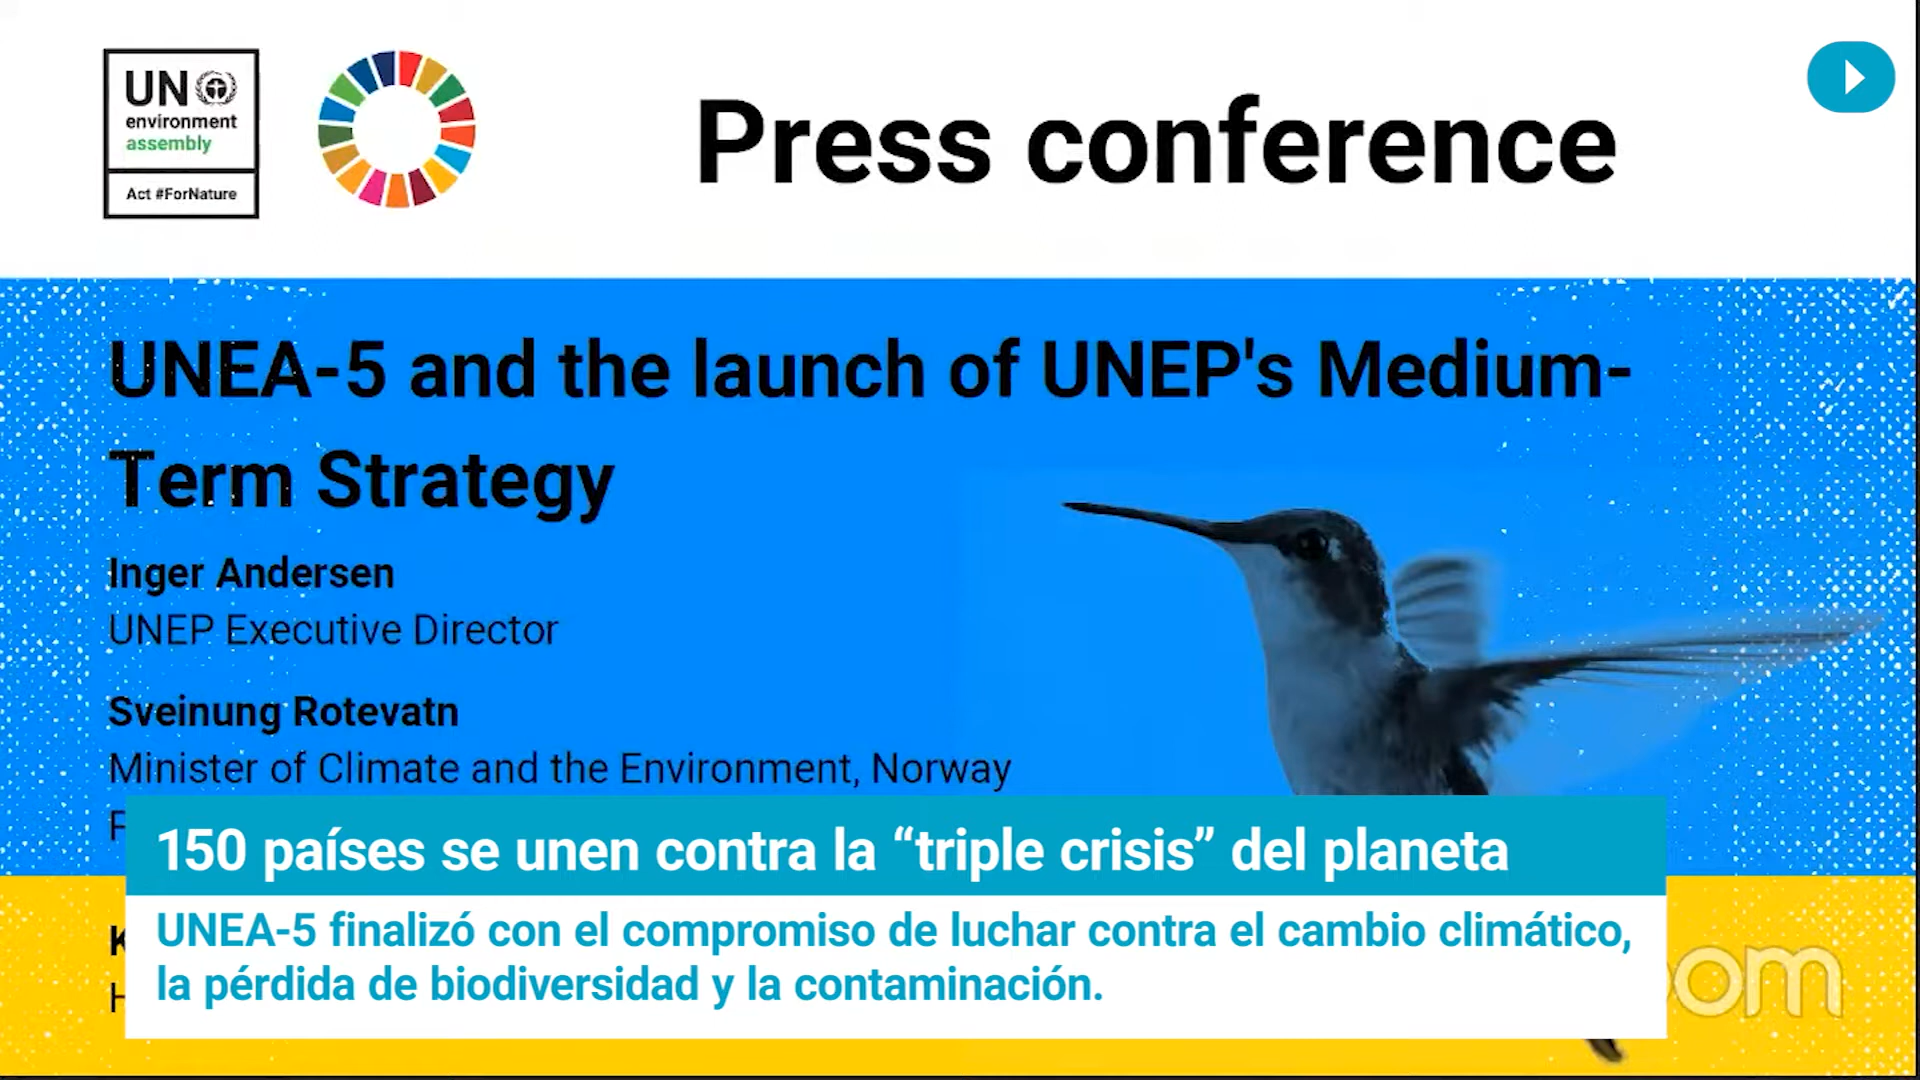 UN
environment
assembly
Act #ForNature
Press conference
UNEA-5 and the launch of UNEP's Medium-
Term Strategy
Inger Andersen
UNEP Executive Director
Sveinung Rotevatn
Minister of Climate and the Environment, Norway
150 países se unen contra la “triple crisis” del planeta
UNEA-5 finalizó con el compromiso de luchar contra el cambio climático,
la pérdida de biodiversidad y la contaminación.